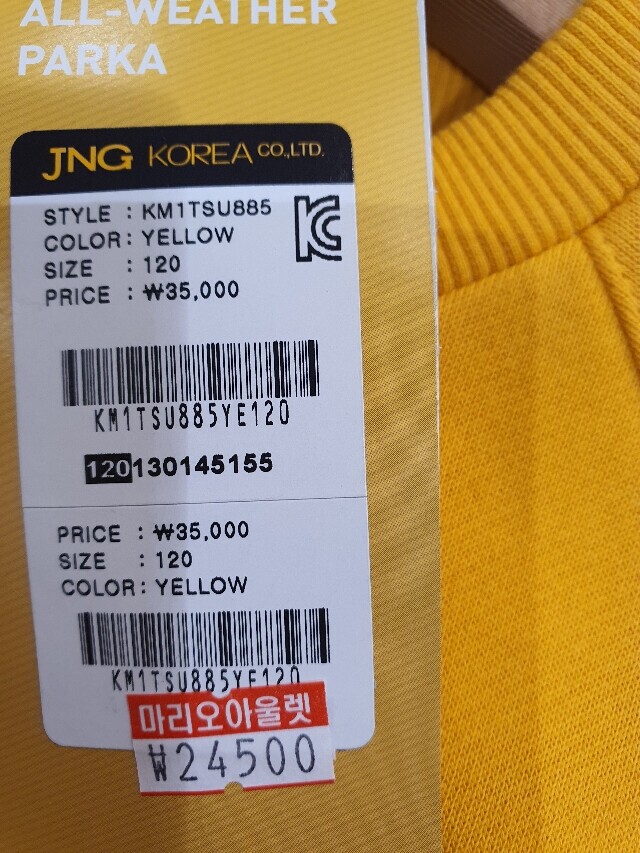 ALL-WEATHER
PARKA
JNG KOREA CO.,LTD.
STYLE : KM1TSU885
COLOR : YELLOW
SIZE : 120
PRICE : ₩35,000
KM1TSU885YE120
120130145155
PRICE : ₩35,000
SIZE : 120
COLOR: YELLOW
KM1TSU885YE120
마리오아울렛
₩24500